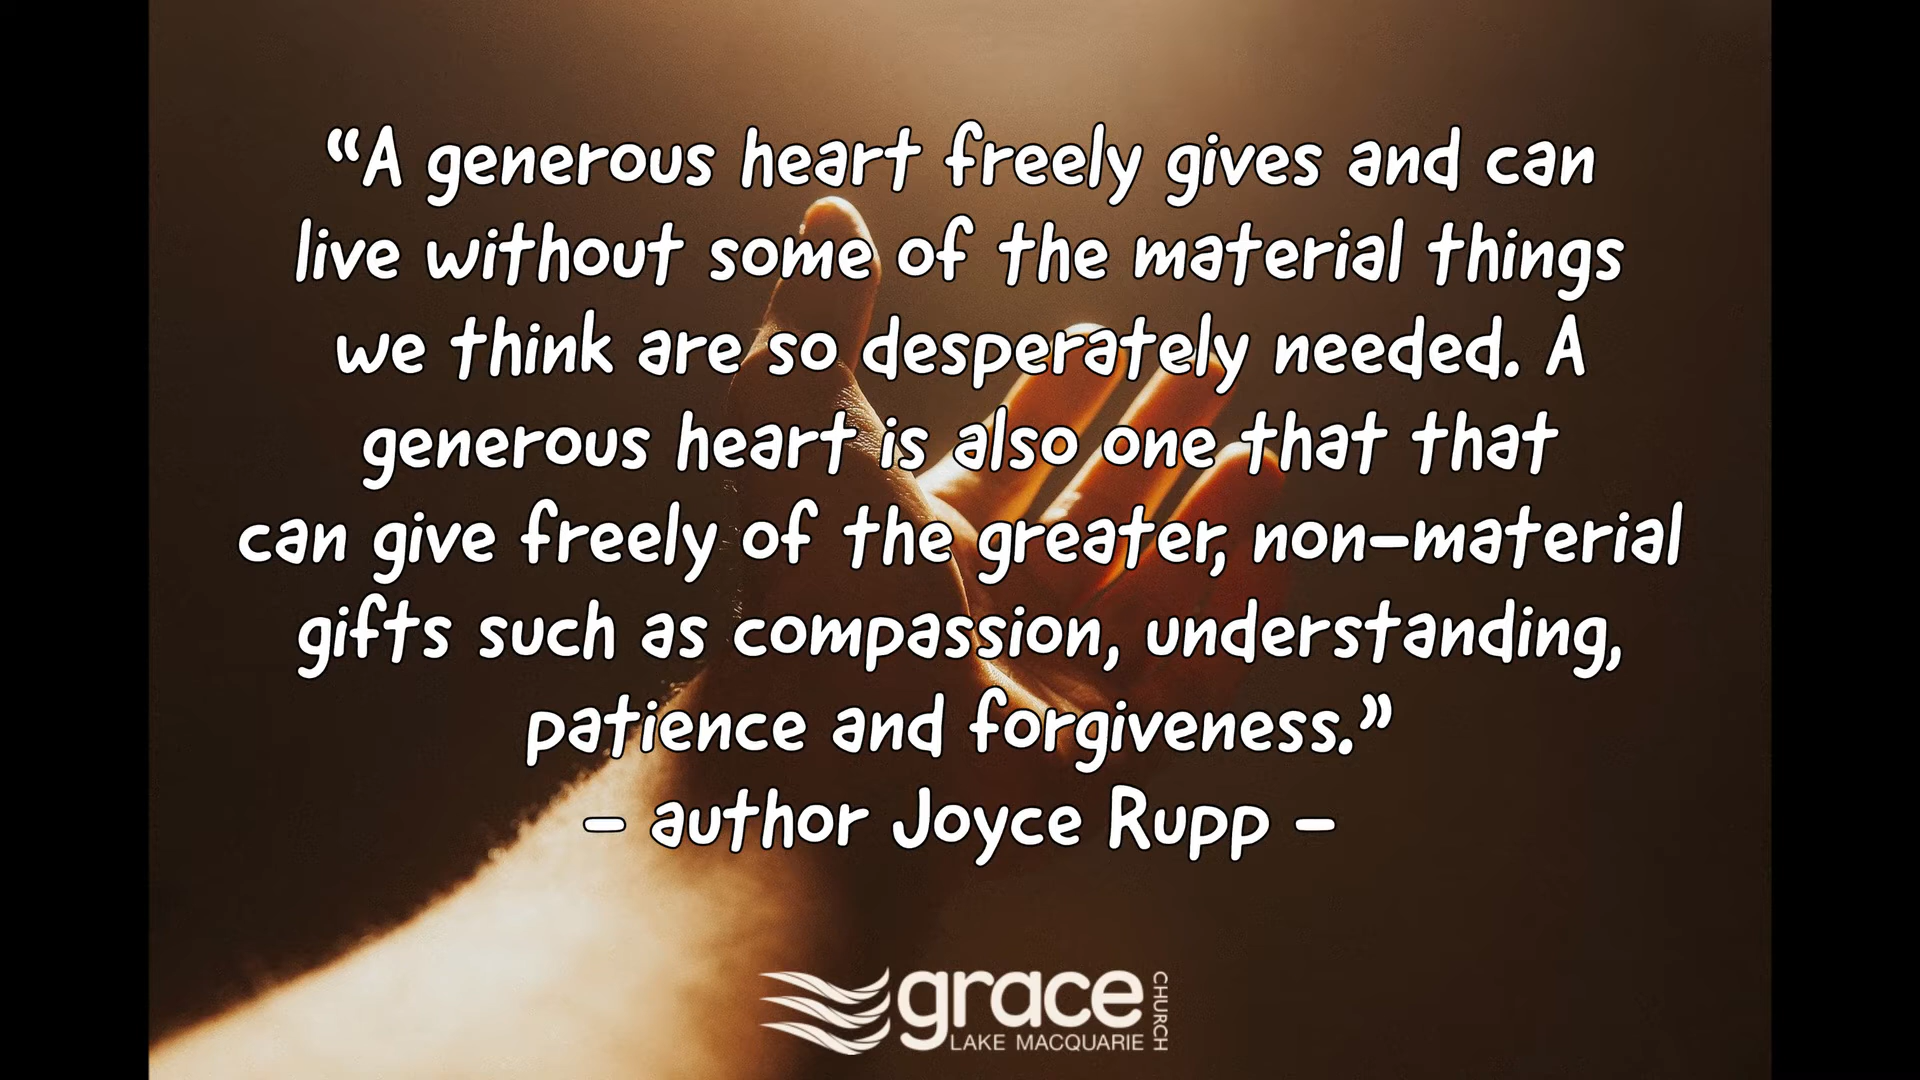 “A generous heart freely gives and can
live without some of the material things
we think are so desperately needed. A
generous heart is also one that that
can give freely of the greater, non-material
gifts such as compassion, understanding,
patience and forgiveness.”
- author Joyce Rupp -
grace
CHURCH
LAKE MACQUARIE